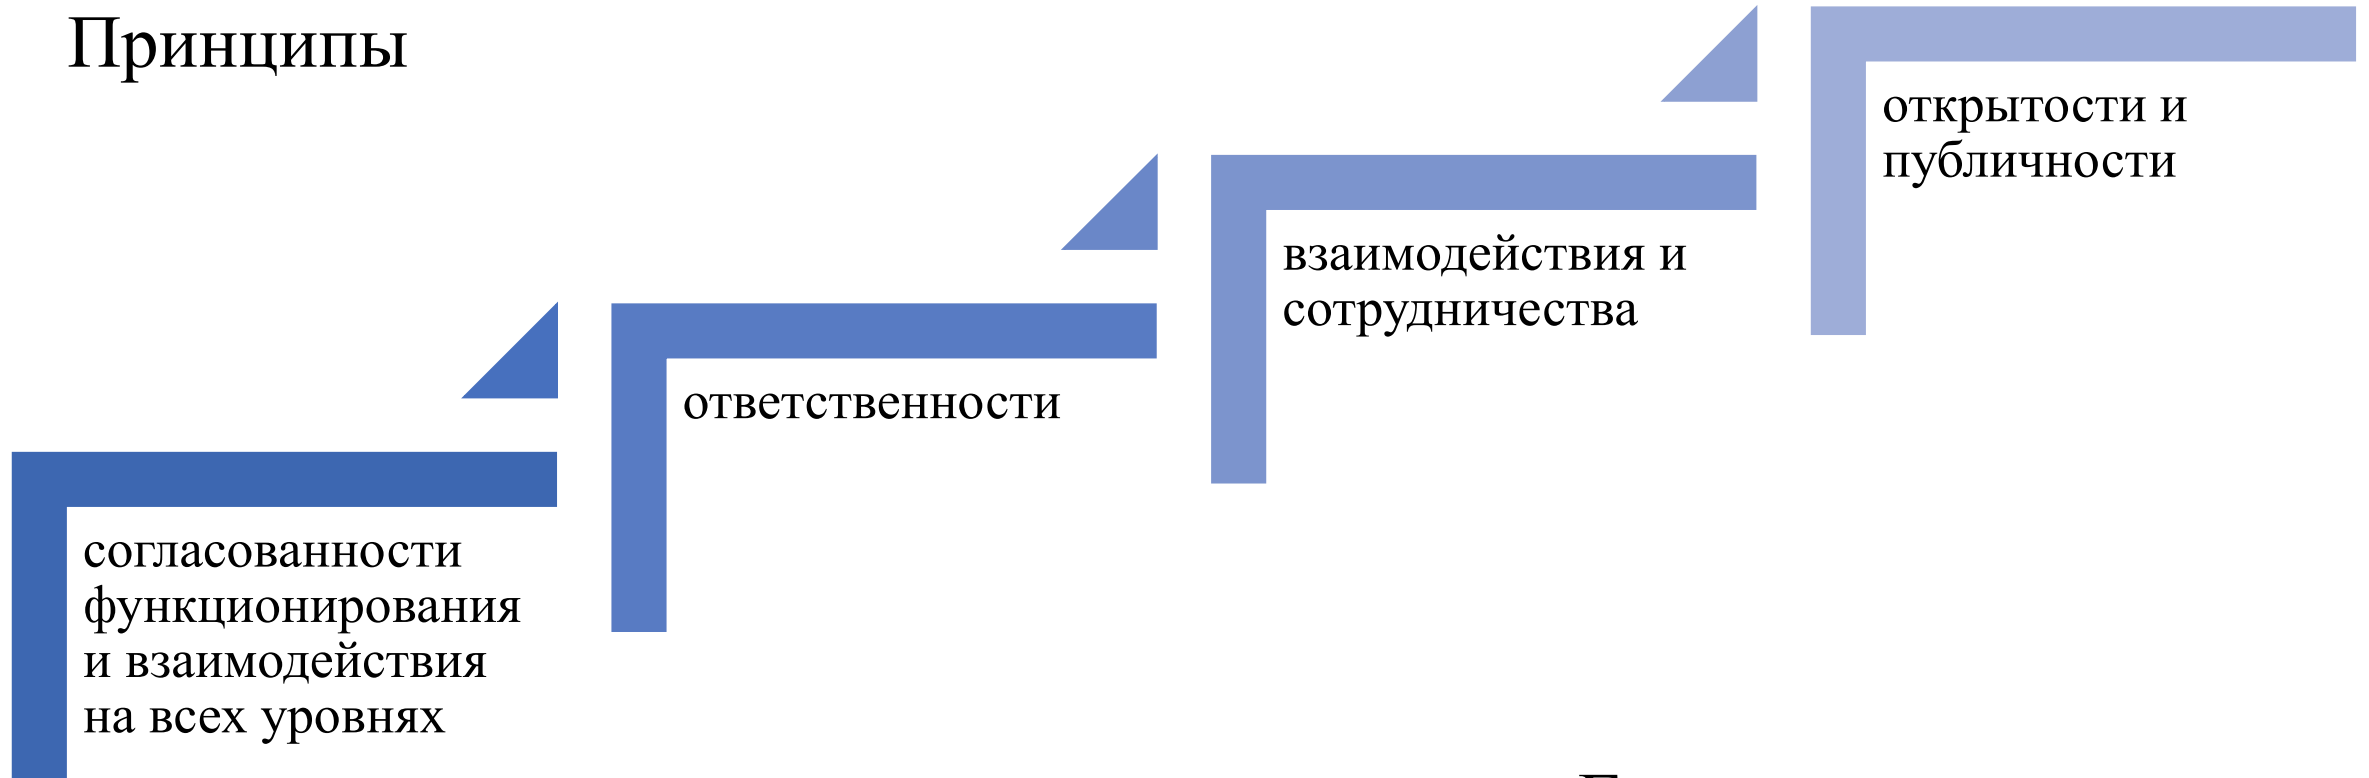 Принципы
согласованности
функционирования
и взаимодействия
на всех уровнях
ответственности
взаимодействия и
сотрудничества
открытости и
публичности